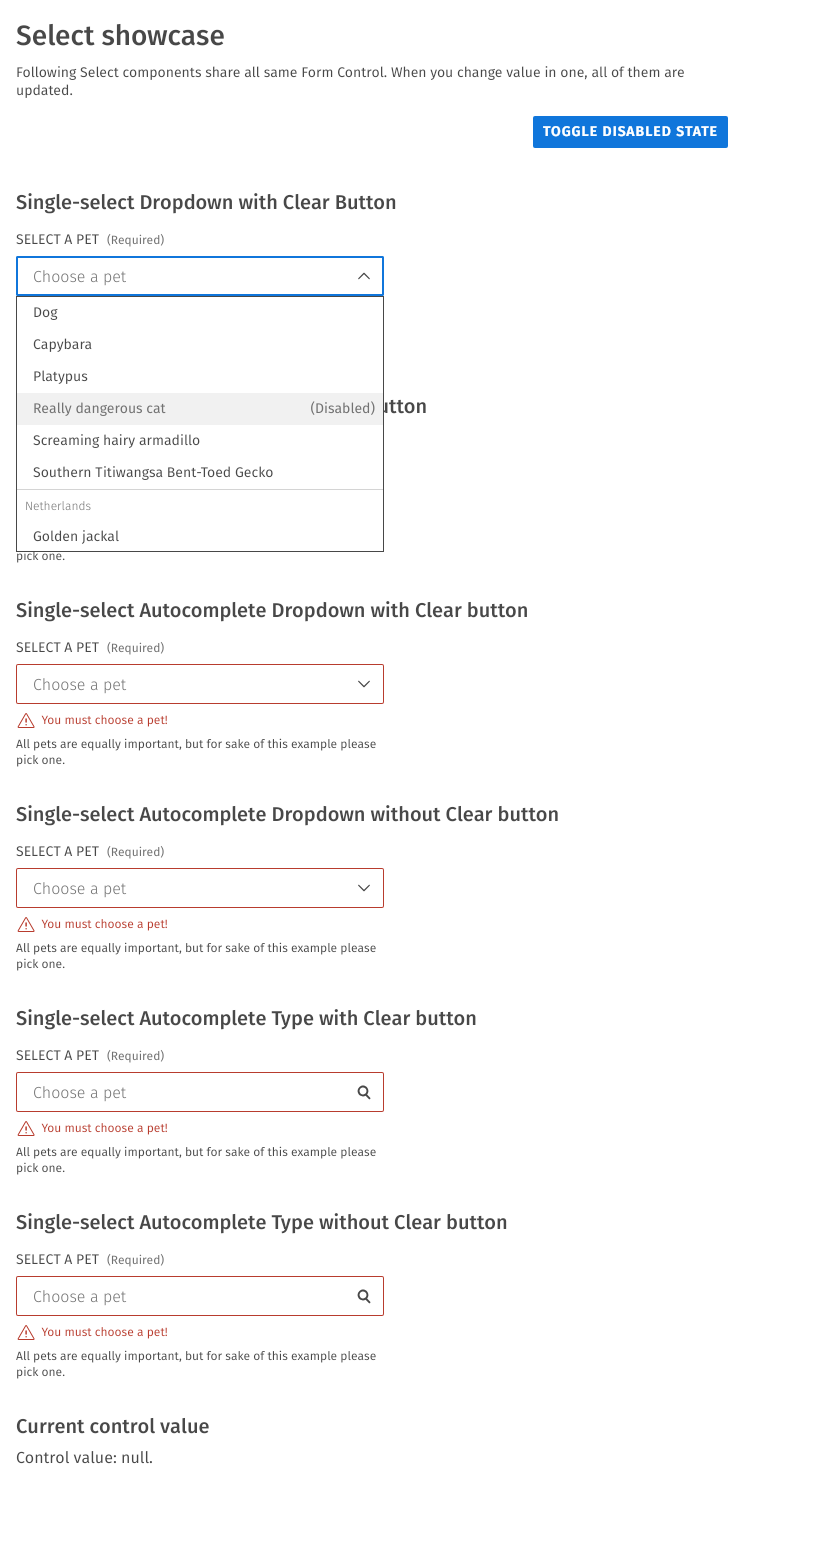 Select showcase
Following Select components share all same Form Control. When you change value in one, all of them are
updated.
TOGGLE DISABLED STATE
Single-select Dropdown with Clear Button
SELECT A PET (Required)
Choose a pet
Dog
Capybara
Platypus
Really dangerous cat (Disabled)
Screaming hairy armadillo
Southern Titiwangsa Bent-Toed Gecko
Netherlands
Golden jackal
pick one.
Single-select Autocomplete Dropdown with Clear button
SELECT A PET (Required)
Choose a pet
You must choose a pet!
All pets are equally important, but for sake of this example please
pick one.
Single-select Autocomplete Dropdown without Clear button
SELECT A PET (Required)
Choose a pet
You must choose a pet!
All pets are equally important, but for sake of this example please
pick one.
Single-select Autocomplete Type with Clear button
SELECT A PET (Required)
Choose a pet
You must choose a pet!
All pets are equally important, but for sake of this example please
pick one.
Single-select Autocomplete Type without Clear button
SELECT A PET (Required)
Choose a pet
You must choose a pet!
All pets are equally important, but for sake of this example please
pick one.
Current control value
Control value: null.